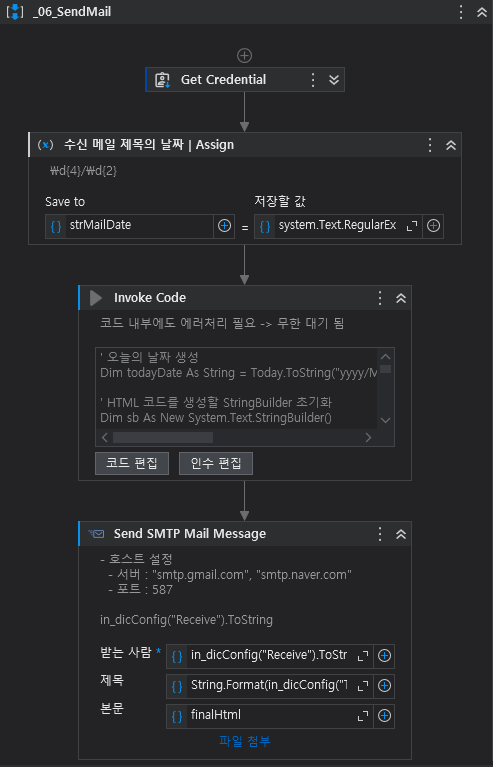 _06_SendMail
Get Credential
수신 메일 제목의 날짜 | Assign
₩d{4}/₩d{2}
Save to
저장할 값
strMailDate
=
system.Text.RegularEx
Invoke Code
코드 내부에도 에러처리 필요 -> 무한 대기 됨
' 오늘의 날짜 생성
Dim todayDate As String = Today.ToString("yyyy/M
' HTML 코드를 생성할 StringBuilder 초기화
Dim sb As New System.Text.StringBuilder()
코드 편집
인수 편집
Send SMTP Mail Message
- 호스트 설정
- 서버 : "smtp.gmail.com", "smtp.naver.com"
- 포트 : 587
in_dicConfig("Receive").ToString
받는 사람 *
in_dicConfig("Receive").ToStr
제목
String.Format(in_dicConfig("T
본문
finalHtml
파일 첨부